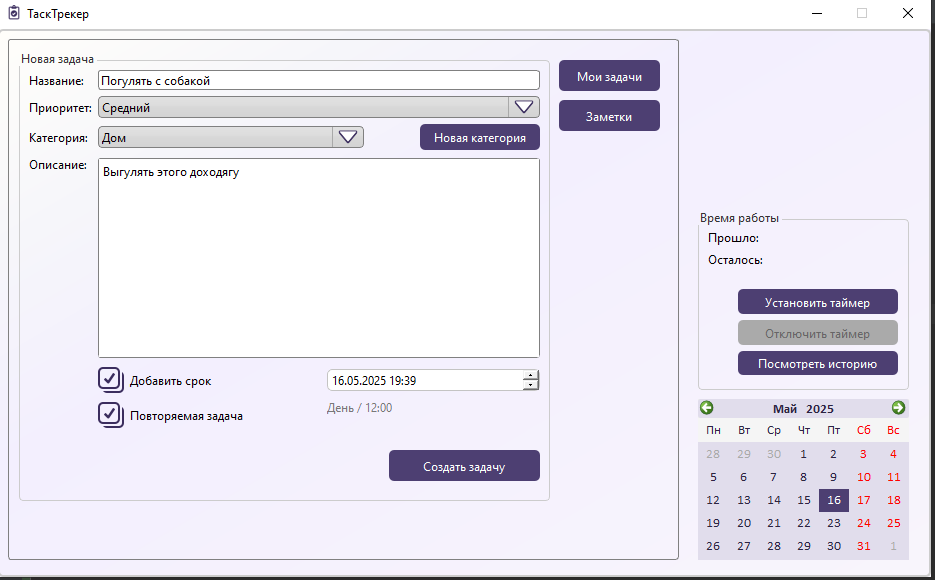 ТаскТрекер
Новая задача
Название: Погулять с собакой
Приоритет: Средний
Категория: Дом
Новая категория
Описание: Выгулять этого доходягу
Добавить срок
16.05.2025 19:39
Повторяемая задача
День / 12:00
Создать задачу
Мои задачи
Заметки
Время работы
Прошло:
Осталось:
Установить таймер
Отключить таймер
Посмотреть историю
Май 2025
Пн Вт Ср Чт Пт Сб Вс
28 29 30 1 2 3 4
5 6 7 8 9 10 11
12 13 14 15 16 17 18
19 20 21 22 23 24 25
26 27 28 29 30 31 1